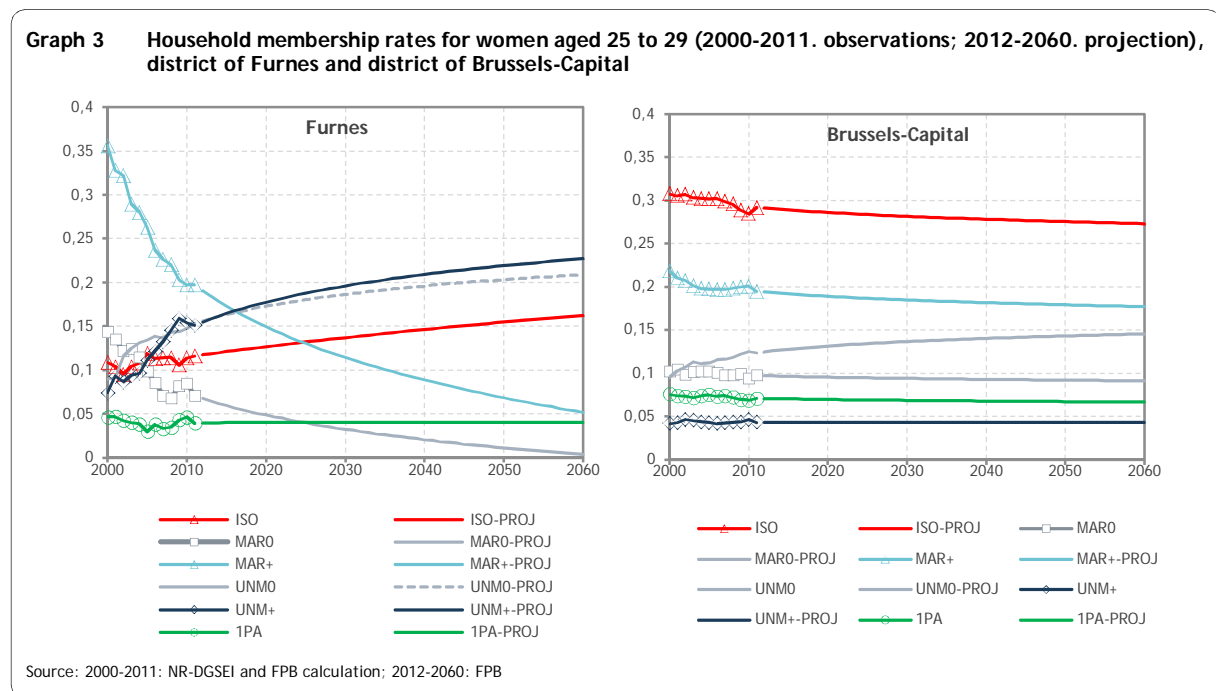 Graph 3 Household membership rates for women aged 25 to 29 (2000-2011. observations; 2012-2060. projection),
district of Furnes and district of Brussels-Capital
Furnes
0,4
0,35
0,3
0,25
0,2
0,15
0,1
0,05
0
2000 2010 2020 2030 2040 2050 2060
ISO ISO-PROJ
MAR0 MAR0-PROJ
MAR+ MAR+-PROJ
UNM0 UNM0-PROJ
UNM+ UNM+-PROJ
1PA 1PA-PROJ
Brussels-Capital
0,4
0,35
0,3
0,25
0,2
0,15
0,1
0,05
0
2000 2010 2020 2030 2040 2050 2060
ISO ISO-PROJ MAR0
MAR0-PROJ MAR+ MAR+-PROJ
UNM0 UNM0-PROJ UNM+
UNM+-PROJ 1PA 1PA-PROJ
Source: 2000-2011: NR-DGSEI and FPB calculation; 2012-2060: FPB